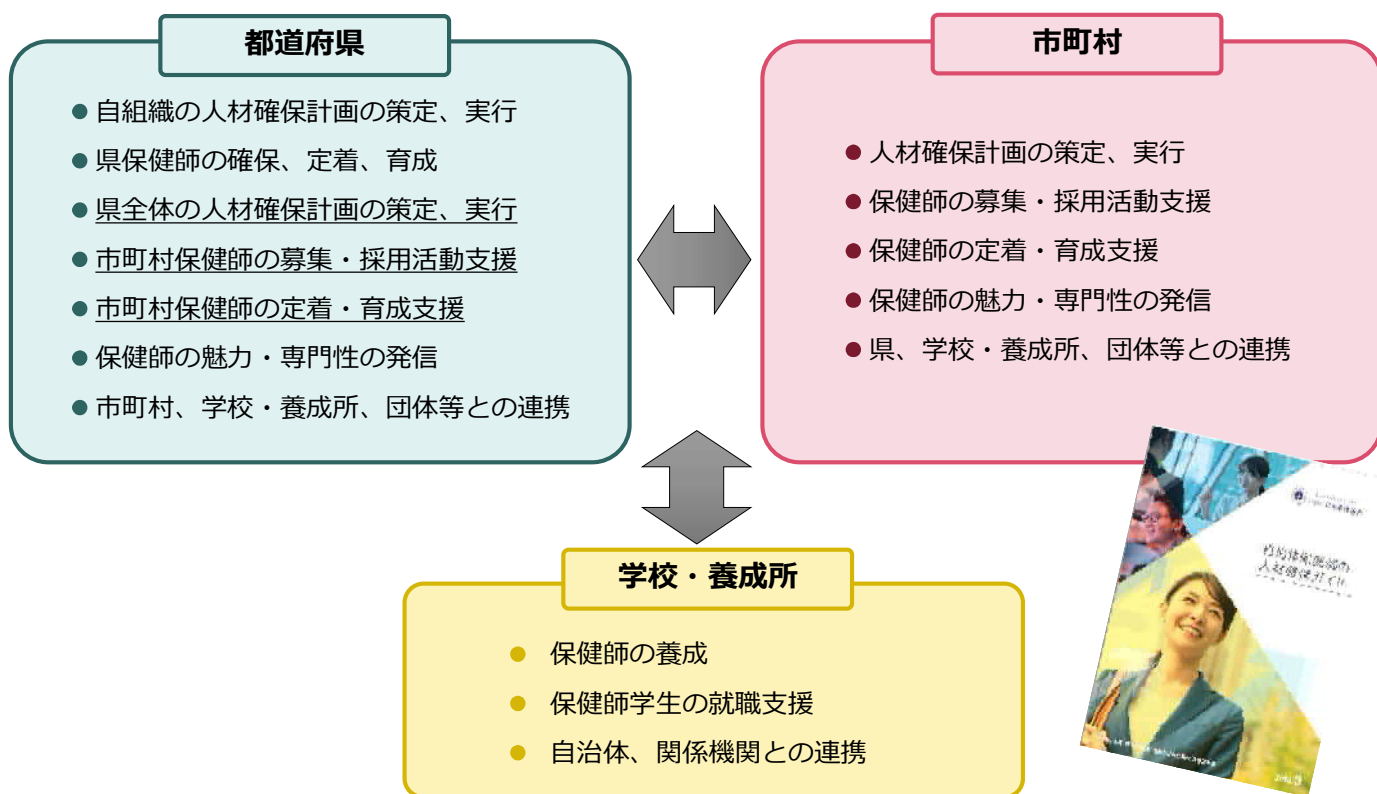 都道府県
● 自組織の人材確保計画の策定、実行
● 県保健師の確保、定着、育成
● 県全体の人材確保計画の策定、実行
● 市町村保健師の募集・採用活動支援
● 市町村保健師の定着・育成支援
● 保健師の魅力・専門性の発信
● 市町村、学校・養成所、団体等との連携
市町村
● 人材確保計画の策定、実行
● 保健師の募集・採用活動支援
● 保健師の定着・育成支援
● 保健師の魅力・専門性の発信
● 県、学校・養成所、団体等との連携
学校・養成所
● 保健師の養成
● 保健師学生の就職支援
● 自治体、関係機関との連携
人材確保ガイド